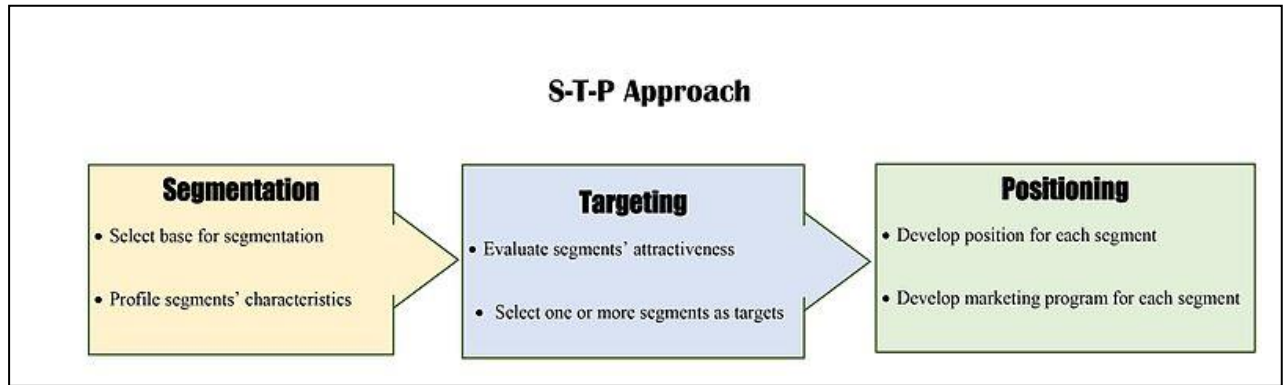 S-T-P Approach
Segmentation
• Select base for segmentation
• Profile segments’ characteristics
Targeting
• Evaluate segments’ attractiveness
• Select one or more segments as targets
Positioning
• Develop position for each segment
• Develop marketing program for each segment